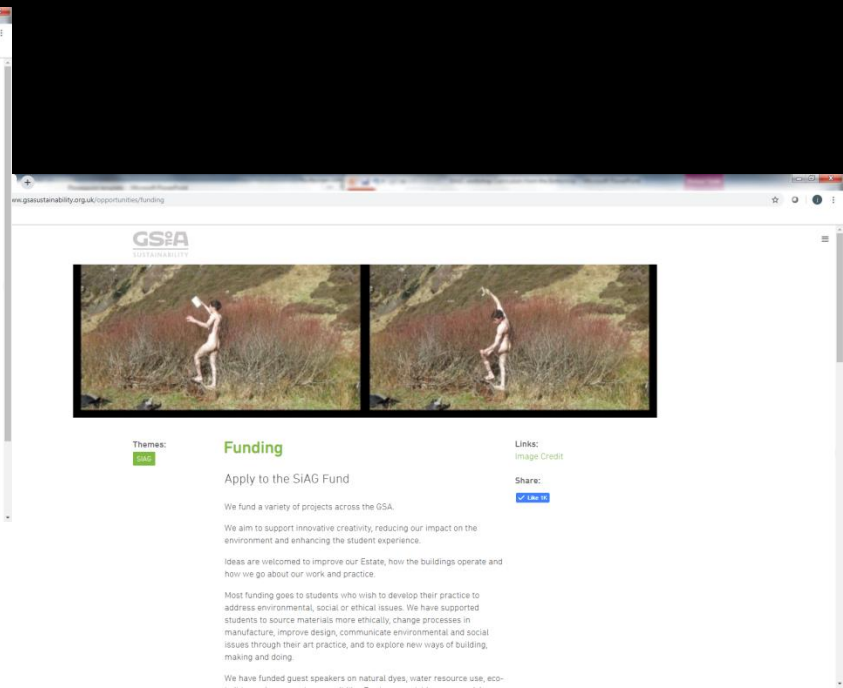 www.gsasustainability.org.uk/opportunities/funding
GSofA
SUSTAINABILITY
Themes:
SIAG
Funding
Apply to the SiAG Fund
We fund a variety of projects across the GSA.
We aim to support innovative creativity, reducing our impact on the
environment and enhancing the student experience.
Ideas are welcomed to improve our Estate, how the buildings operate and
how we go about our work and practice.
Most funding goes to students who wish to develop their practice to
address environmental, social or ethical issues. We have supported
students to source materials more ethically, change processes in
manufacture, improve design, communicate environmental and social
issues through their art practice, and to explore new ways of building,
making and doing.
We have funded guest speakers on natural dyes, water resource use, eco-
Links:
Image Credit
Share:
Like 1K